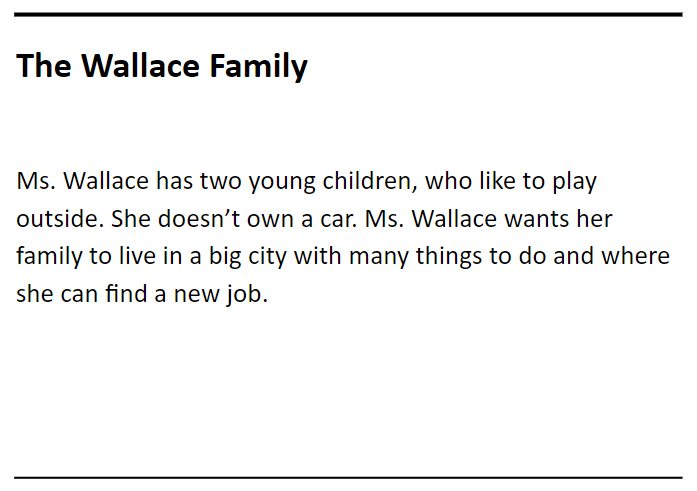 The Wallace Family
Ms. Wallace has two young children, who like to play
outside. She doesn’t own a car. Ms. Wallace wants her
family to live in a big city with many things to do and where
she can find a new job.